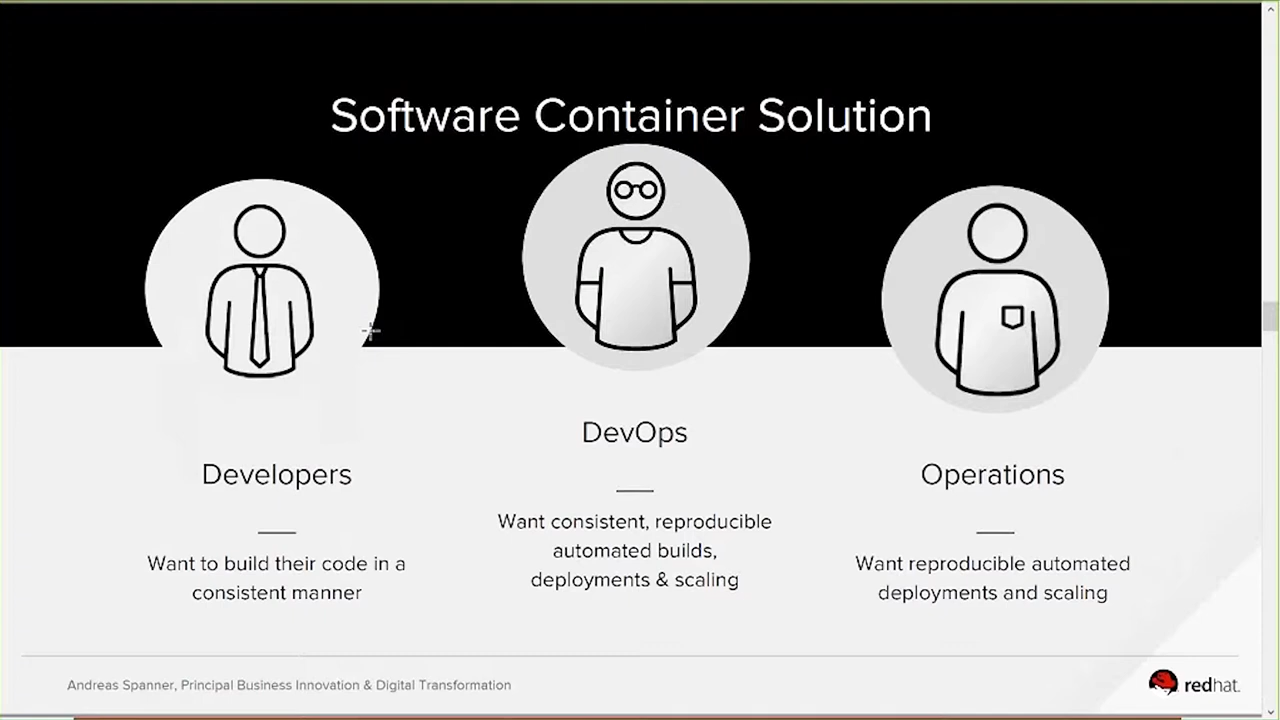 Software Container Solution
Developers
Want to build their code in a
consistent manner
DevOps
Want consistent, reproducible
automated builds,
deployments & scaling
Operations
Want reproducible automated
deployments and scaling
Andreas Spanner, Principal Business Innovation & Digital Transformation
redhat.